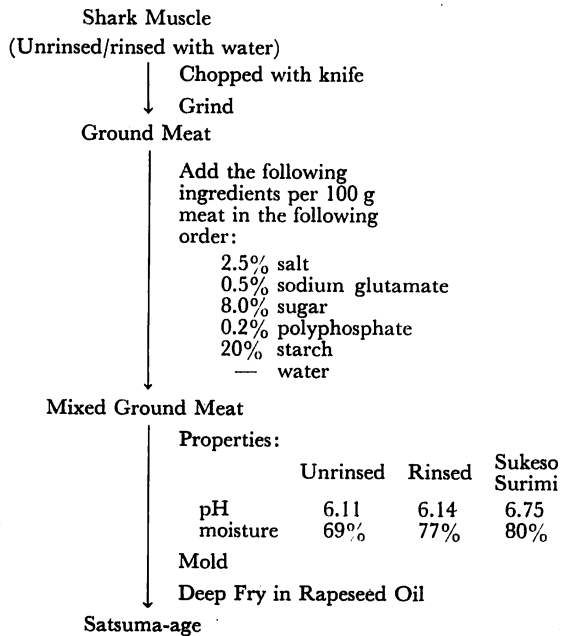 Shark Muscle
(Unrinsed/rinsed with water)
Chopped with knife
Grind
Ground Meat
Add the following
ingredients per 100 g
meat in the following
order:
2.5% salt
0.5% sodium glutamate
8.0% sugar
0.2% polyphosphate
20% starch
— water
Mixed Ground Meat
Properties:
Unrinsed Rinsed Sukeso Surimi
pH 6.11 6.14 6.75
moisture 69% 77% 80%
Mold
Deep Fry in Rapeseed Oil
Satsuma-age